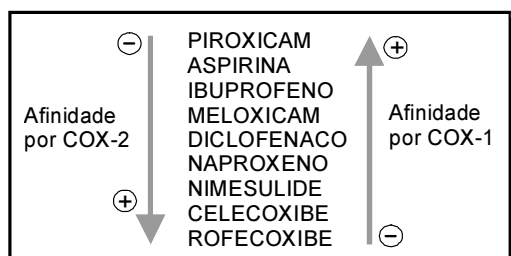 PIROXICAM
ASPIRINA
IBUPROFENO
MELOXICAM
DICLOFENACO
NAPROXENO
NIMESULIDE
CELECOXIBE
ROFECOXIBE
Afinidade
por COX-2
−
+
Afinidade
por COX-1
+
−